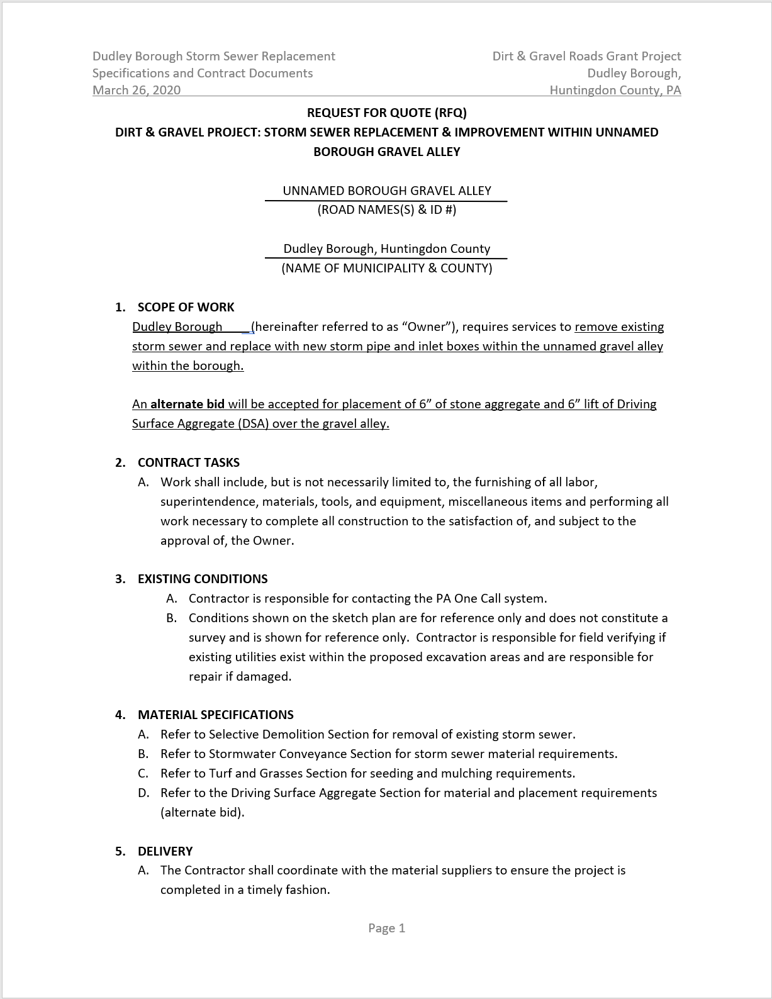 Dudley Borough Storm Sewer Replacement Dirt & Gravel Roads Grant Project
Specifications and Contract Documents Dudley Borough,
March 26, 2020 Huntingdon County, PA
REQUEST FOR QUOTE (RFQ)
DIRT & GRAVEL PROJECT: STORM SEWER REPLACEMENT & IMPROVEMENT WITHIN UNNAMED
BOROUGH GRAVEL ALLEY
UNNAMED BOROUGH GRAVEL ALLEY
(ROAD NAMES(S) & ID #)
Dudley Borough, Huntingdon County
(NAME OF MUNICIPALITY & COUNTY)
1. SCOPE OF WORK
Dudley Borough ____(hereinafter referred to as “Owner”), requires services to remove existing
storm sewer and replace with new storm pipe and inlet boxes within the unnamed gravel alley
within the borough.
An alternate bid will be accepted for placement of 6” of stone aggregate and 6” lift of Driving
Surface Aggregate (DSA) over the gravel alley.
2. CONTRACT TASKS
A. Work shall include, but is not necessarily limited to, the furnishing of all labor,
superintendence, materials, tools, and equipment, miscellaneous items and performing all
work necessary to complete all construction to the satisfaction of, and subject to the
approval of, the Owner.
3. EXISTING CONDITIONS
A. Contractor is responsible for contacting the PA One Call system.
B. Conditions shown on the sketch plan are for reference only and does not constitute a
survey and is shown for reference only.  Contractor is responsible for field verifying if
existing utilities exist within the proposed excavation areas and are responsible for
repair if damaged.
4. MATERIAL SPECIFICATIONS
A. Refer to Selective Demolition Section for removal of existing storm sewer.
B. Refer to Stormwater Conveyance Section for storm sewer material requirements.
C. Refer to Turf and Grasses Section for seeding and mulching requirements.
D. Refer to the Driving Surface Aggregate Section for material and placement requirements
(alternate bid).
5. DELIVERY
A. The Contractor shall coordinate with the material suppliers to ensure the project is
completed in a timely fashion.
Page 1